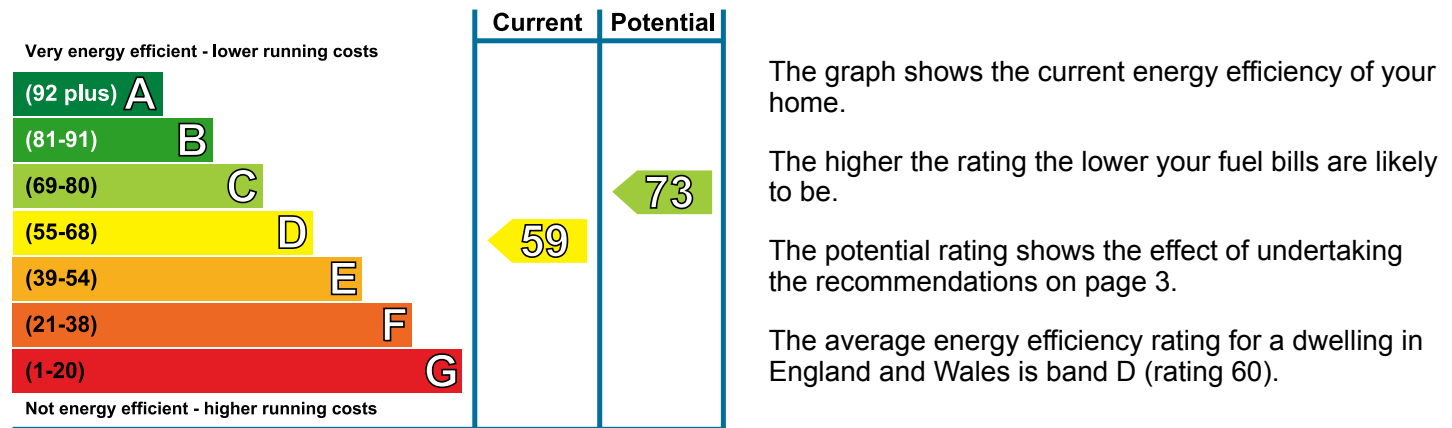 Current Potential
Very energy efficient - lower running costs
(92 plus) A
(81-91) B
(69-80) C
73
(55-68) D
59
(39-54) E
(21-38) F
(1-20) G
Not energy efficient - higher running costs
The graph shows the current energy efficiency of your
home.
The higher the rating the lower your fuel bills are likely
to be.
The potential rating shows the effect of undertaking
the recommendations on page 3.
The average energy efficiency rating for a dwelling in
England and Wales is band D (rating 60).